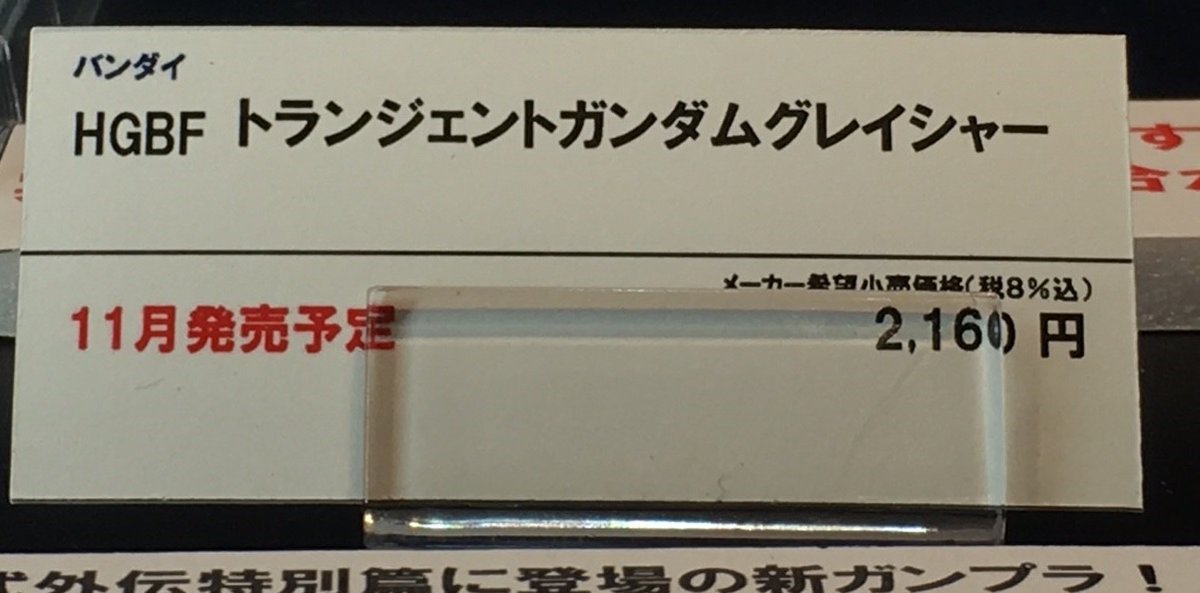 バンダイ
HGBF トランジェントガンダムグレイシャー
メーカー希望小売価格(税8%込)
11月発売予定
2,160 円
式外伝特別篇に登場の新ガンプラ!